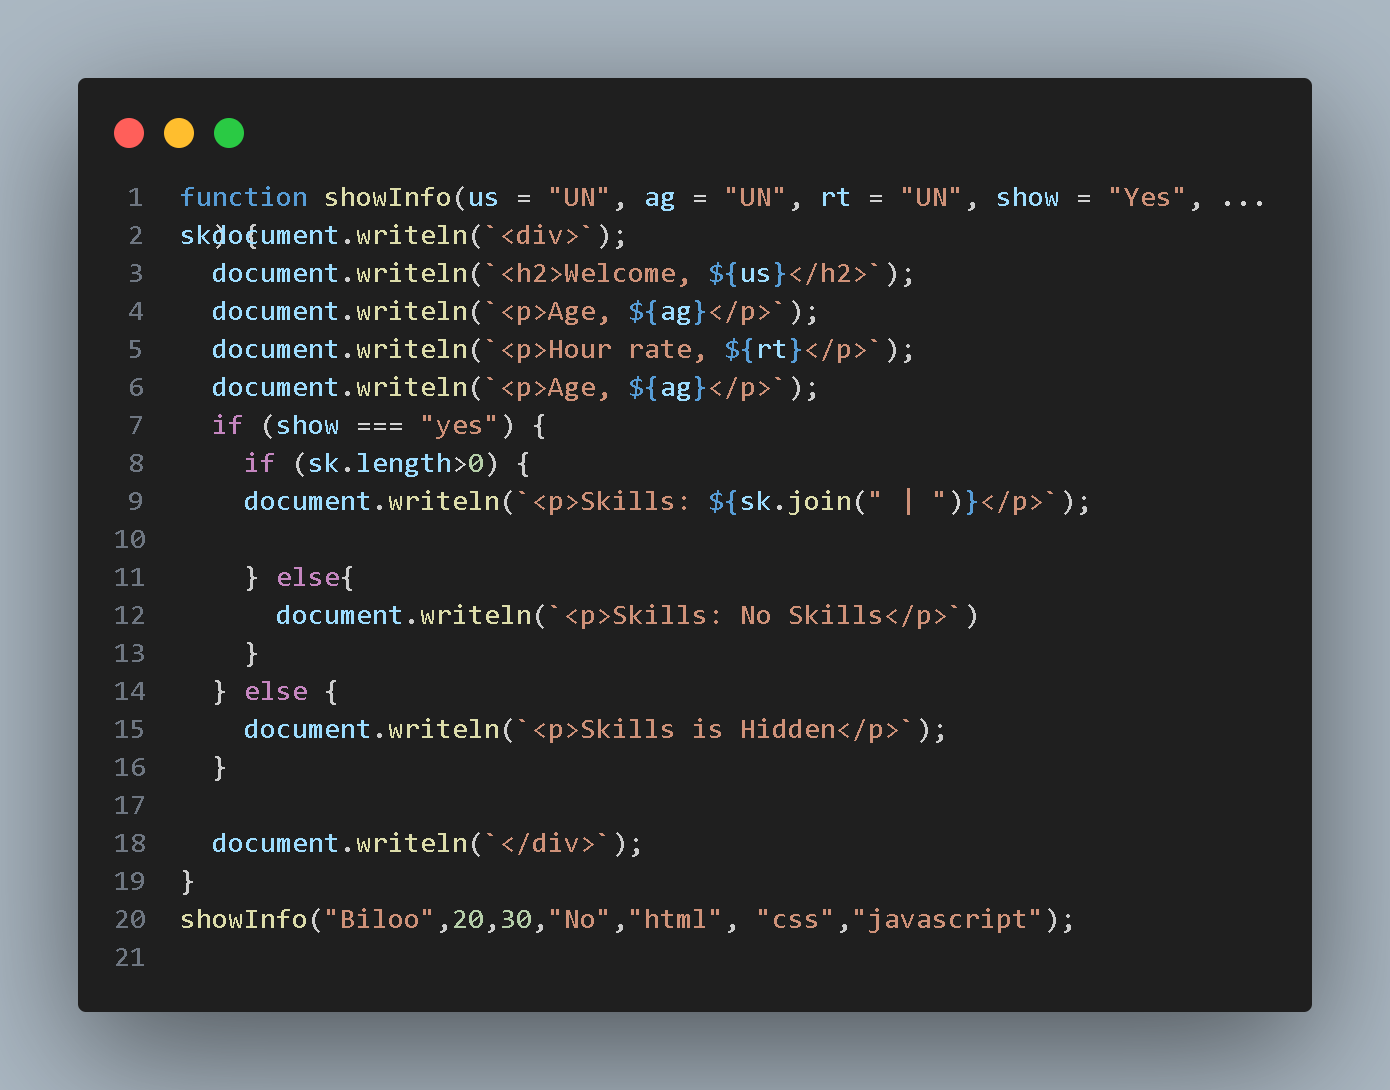 1 function showInfo(us = "UN", ag = "UN", rt = "UN", show = "Yes", ...
sk) {
2   document.writeln(`<div>`);
3   document.writeln(`<h2>Welcome, ${us}</h2>`);
4   document.writeln(`<p>Age, ${ag}</p>`);
5   document.writeln(`<p>Hour rate, ${rt}</p>`);
6   document.writeln(`<p>Age, ${ag}</p>`);
7   if (show === "yes") {
8     if (sk.length>0) {
9     document.writeln(`<p>Skills: ${sk.join(" | ")}</p>`);
10
11     } else{
12       document.writeln(`<p>Skills: No Skills</p>`)
13     }
14   } else {
15     document.writeln(`<p>Skills is Hidden</p>`);
16   }
17
18   document.writeln(`</div>`);
19 }
20 showInfo("Biloo",20,30,"No","html", "css","javascript");
21